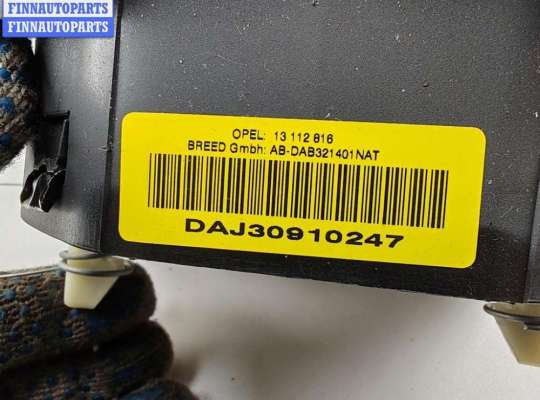 FINNAUTOPARTS
FINNAUTOPARTS
OPEL: 13 112 816
BREED Gmbh: AB-DAB321401NAT
DAJ30910247